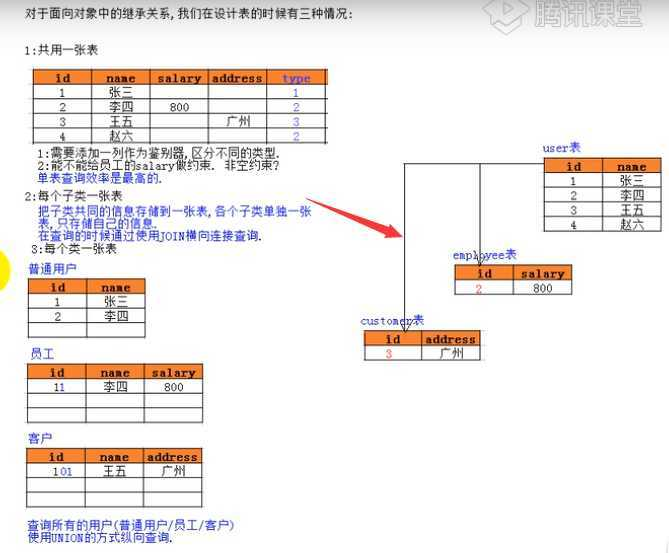 腾讯课堂
对于面向对象中的继承关系,我们在设计表的时候有三种情况:
1:共用一张表
id name salary address type
1 张三 1
2 李四 800 2
3 王五 广州 3
4 赵六 2
1:需要添加一列作为鉴别器,区分不同的类型.
2:能不能给员工的salary做约束. 非空约束?
单表查询效率是最高的.
2:每个子类一张表
把子类共同的信息存储到一张表,各个子类单独一张
表,只存储自己的信息.
在查询的时候通过使用JOIN横向连接查询.
3:每个类一张表
普通用户
id name
1 张三
2 李四
员工
id name salary
11 李四 800
客户
id name address
101 王五 广州
查询所有的用户(普通用户/员工/客户)
使用UNION的方式纵向查询.
user表
id name
1 张三
2 李四
3 王五
4 赵六
employee表
id salary
2 800
customer表
id address
3 广州